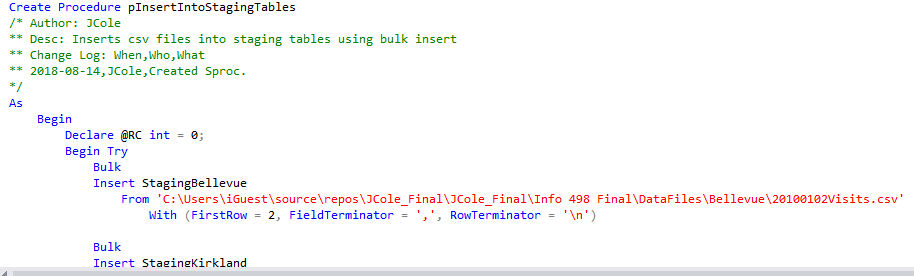 Create Procedure pInsertIntoStagingTables
/* Author: JCole
** Desc: Inserts csv files into staging tables using bulk insert
** Change Log: When,Who,What
** 2018-08-14,JCole,Created Sproc.
*/
As
Begin
Declare @RC int = 0;
Begin Try
Bulk
Insert StagingBellevue
From 'C:\Users\iGuest\source\repos\JCole_Final\JCole_Final\Info 498 Final\DataFiles\Bellevue\20100102Visits.csv'
With (FirstRow = 2, FieldTerminator = ',', RowTerminator = '\n')
Bulk
Insert StagingKirkland